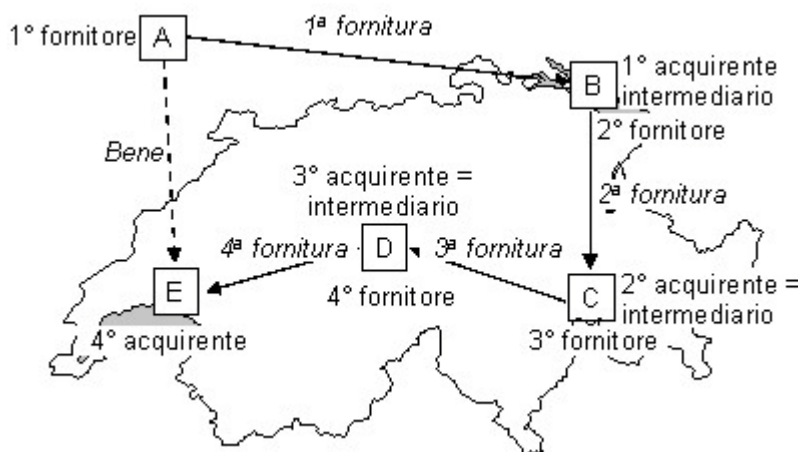 1° fornitore
A
1ª fornitura
B
1° acquirente
intermediario
2° fornitore
Bene
2ª fornitura
3° acquirente =
intermediario
4ª fornitura
D
3ª fornitura
4° fornitore
E
4° acquirente
C
2° acquirente =
intermediario
3° fornitore